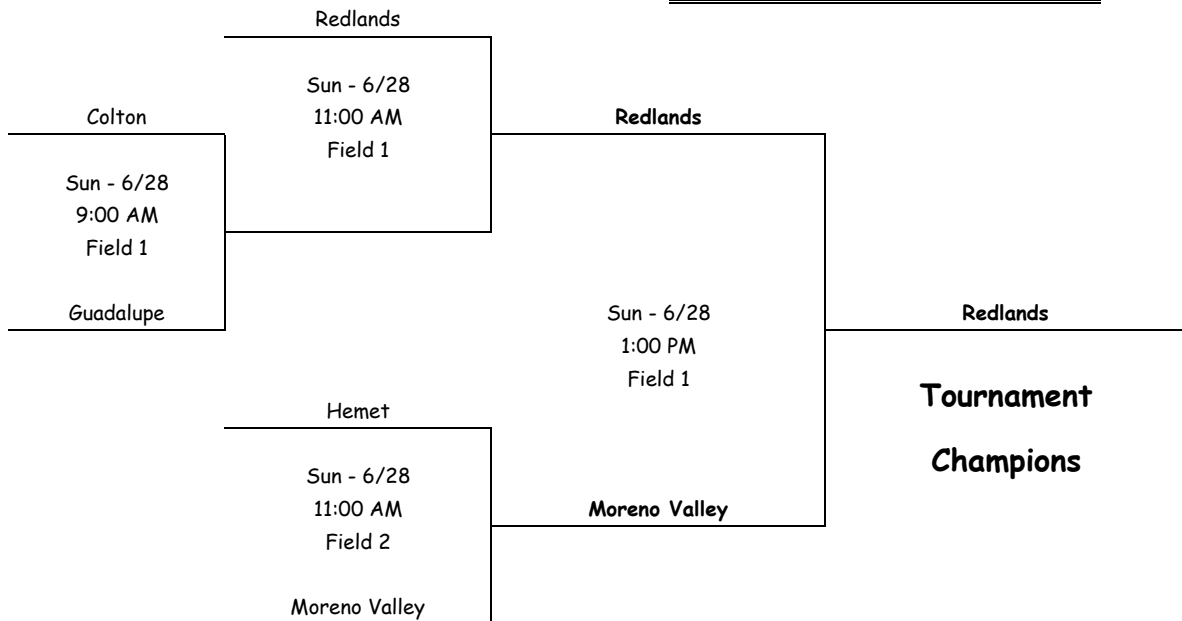 Redlands
Sun - 6/28
11:00 AM
Field 1
Colton
Sun - 6/28
9:00 AM
Field 1
Guadalupe
Redlands
Sun - 6/28
1:00 PM
Field 1
Redlands
Tournament
Champions
Hemet
Sun - 6/28
11:00 AM
Field 2
Moreno Valley
Moreno Valley